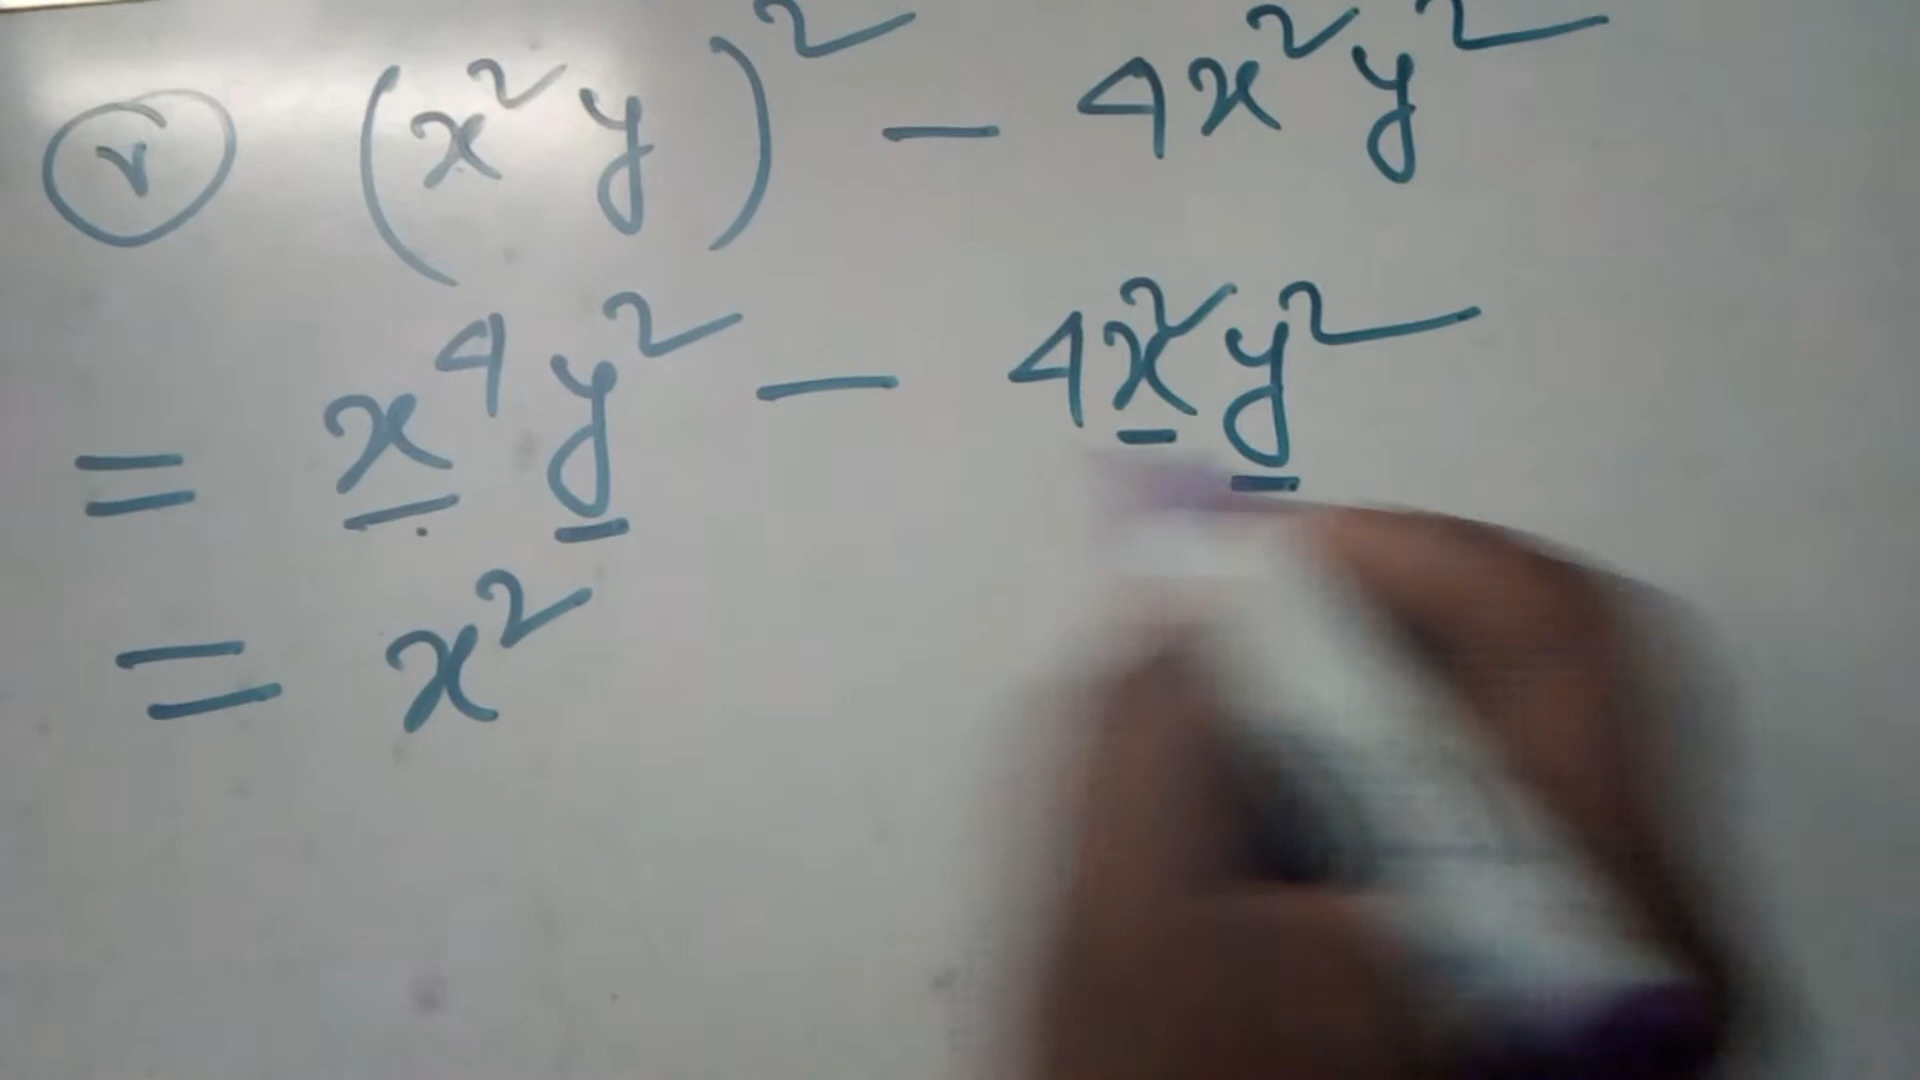 ⓥ (x²y)² - 4x²y²
= x⁴y² - 4x²y²
= x²